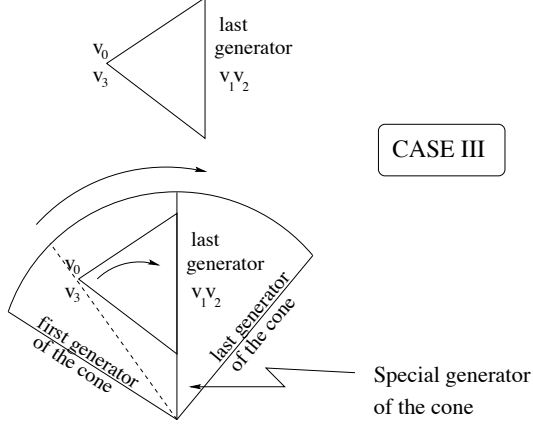 last
v0 generator
v3 v1v2
CASE III
last
v0 generator
v3 v1v2
first generator
of the cone
last generator
of the cone
Special generator
of the cone